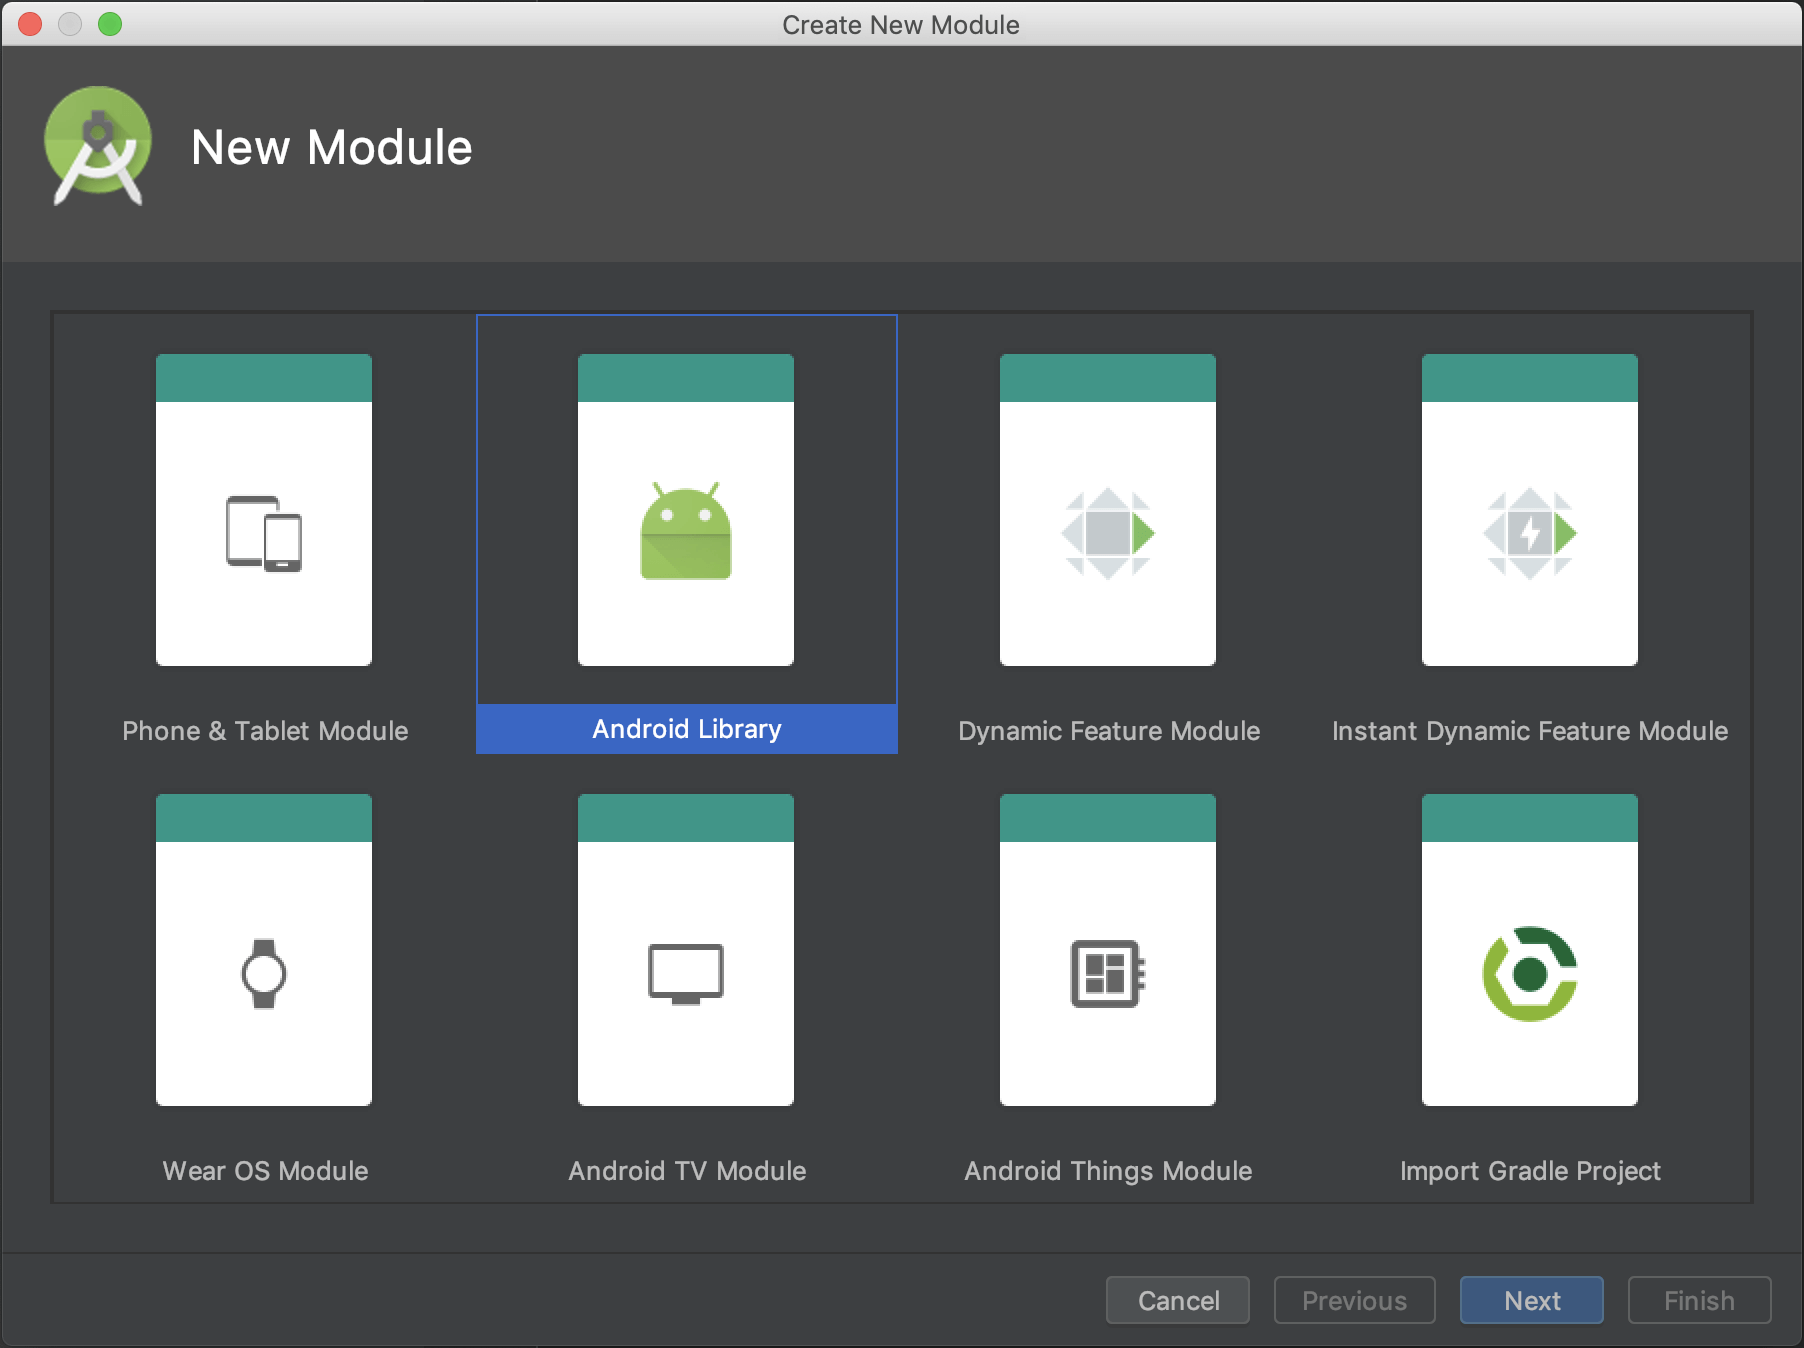 Create New Module
New Module
Phone & Tablet Module
Android Library
Dynamic Feature Module
Instant Dynamic Feature Module
Wear OS Module
Android TV Module
Android Things Module
Import Gradle Project
Cancel
Previous
Next
Finish